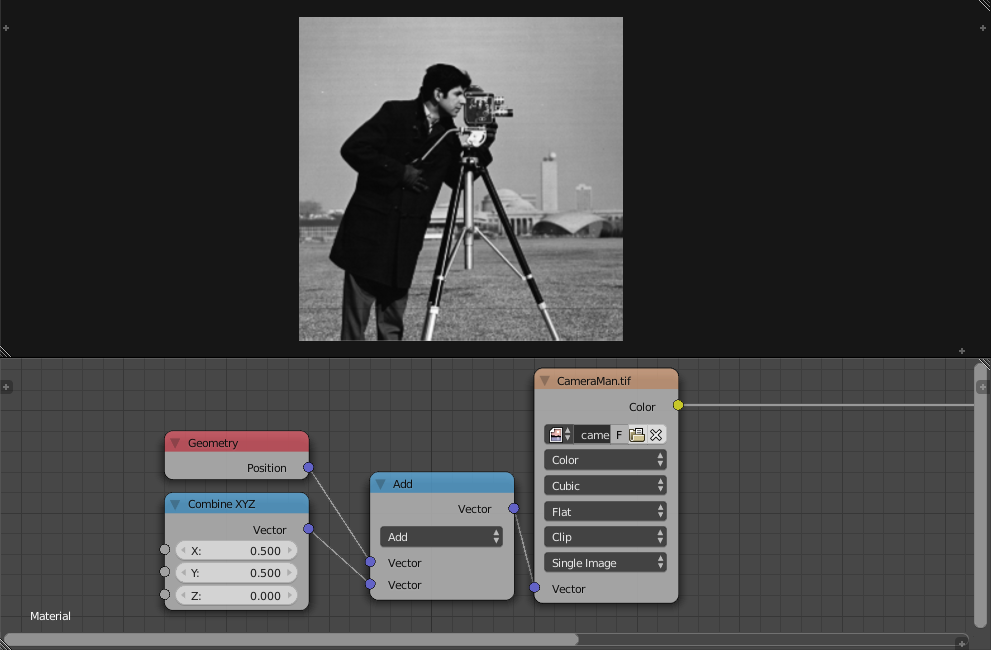 Geometry
Position
Combine XYZ
Vector
X: 0.500
Y: 0.500
Z: 0.000
Add
Vector
Add
Vector
Vector
CameraMan.tif
Color
came F
Color
Cubic
Flat
Clip
Single Image
Vector
Material